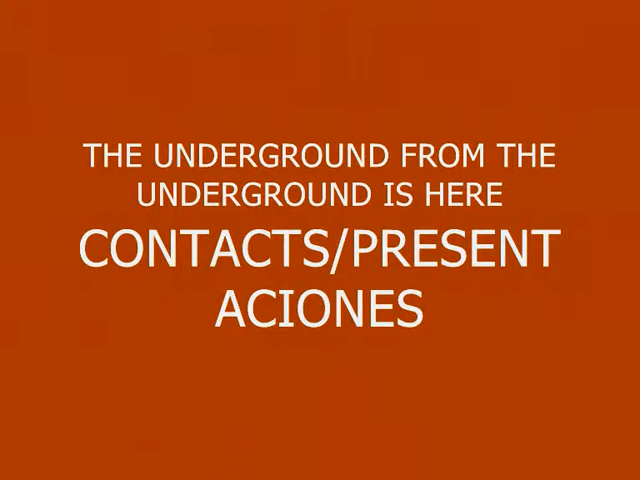 THE UNDERGROUND FROM THE
UNDERGROUND IS HERE
CONTACTS/PRESENT
ACIONES